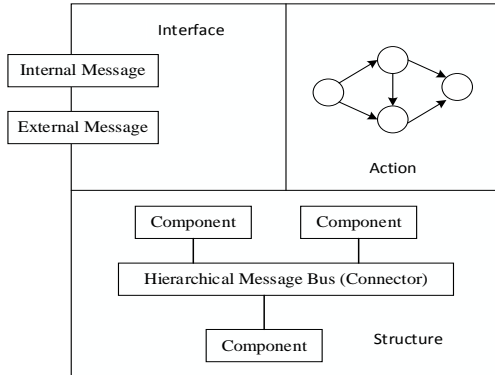 Interface
Internal Message
External Message
Action
Component
Component
Hierarchical Message Bus (Connector)
Component
Structure